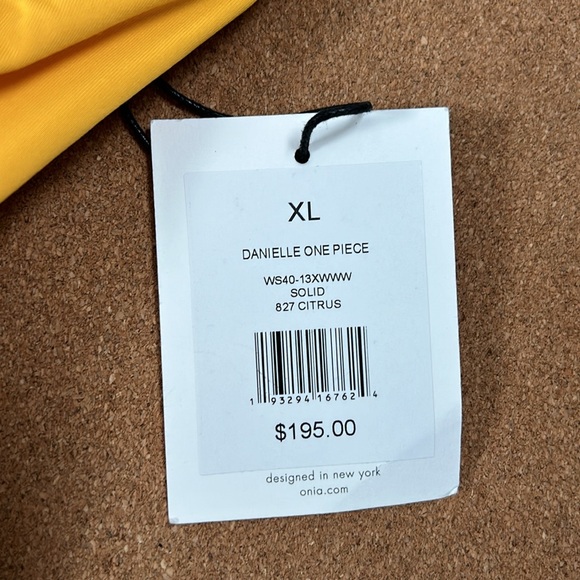 XL
DANIELLE ONE PIECE
WS40-13XWWW
SOLID
827 CITRUS
1 93294 16762 4
$195.00
designed in new york
onia.com